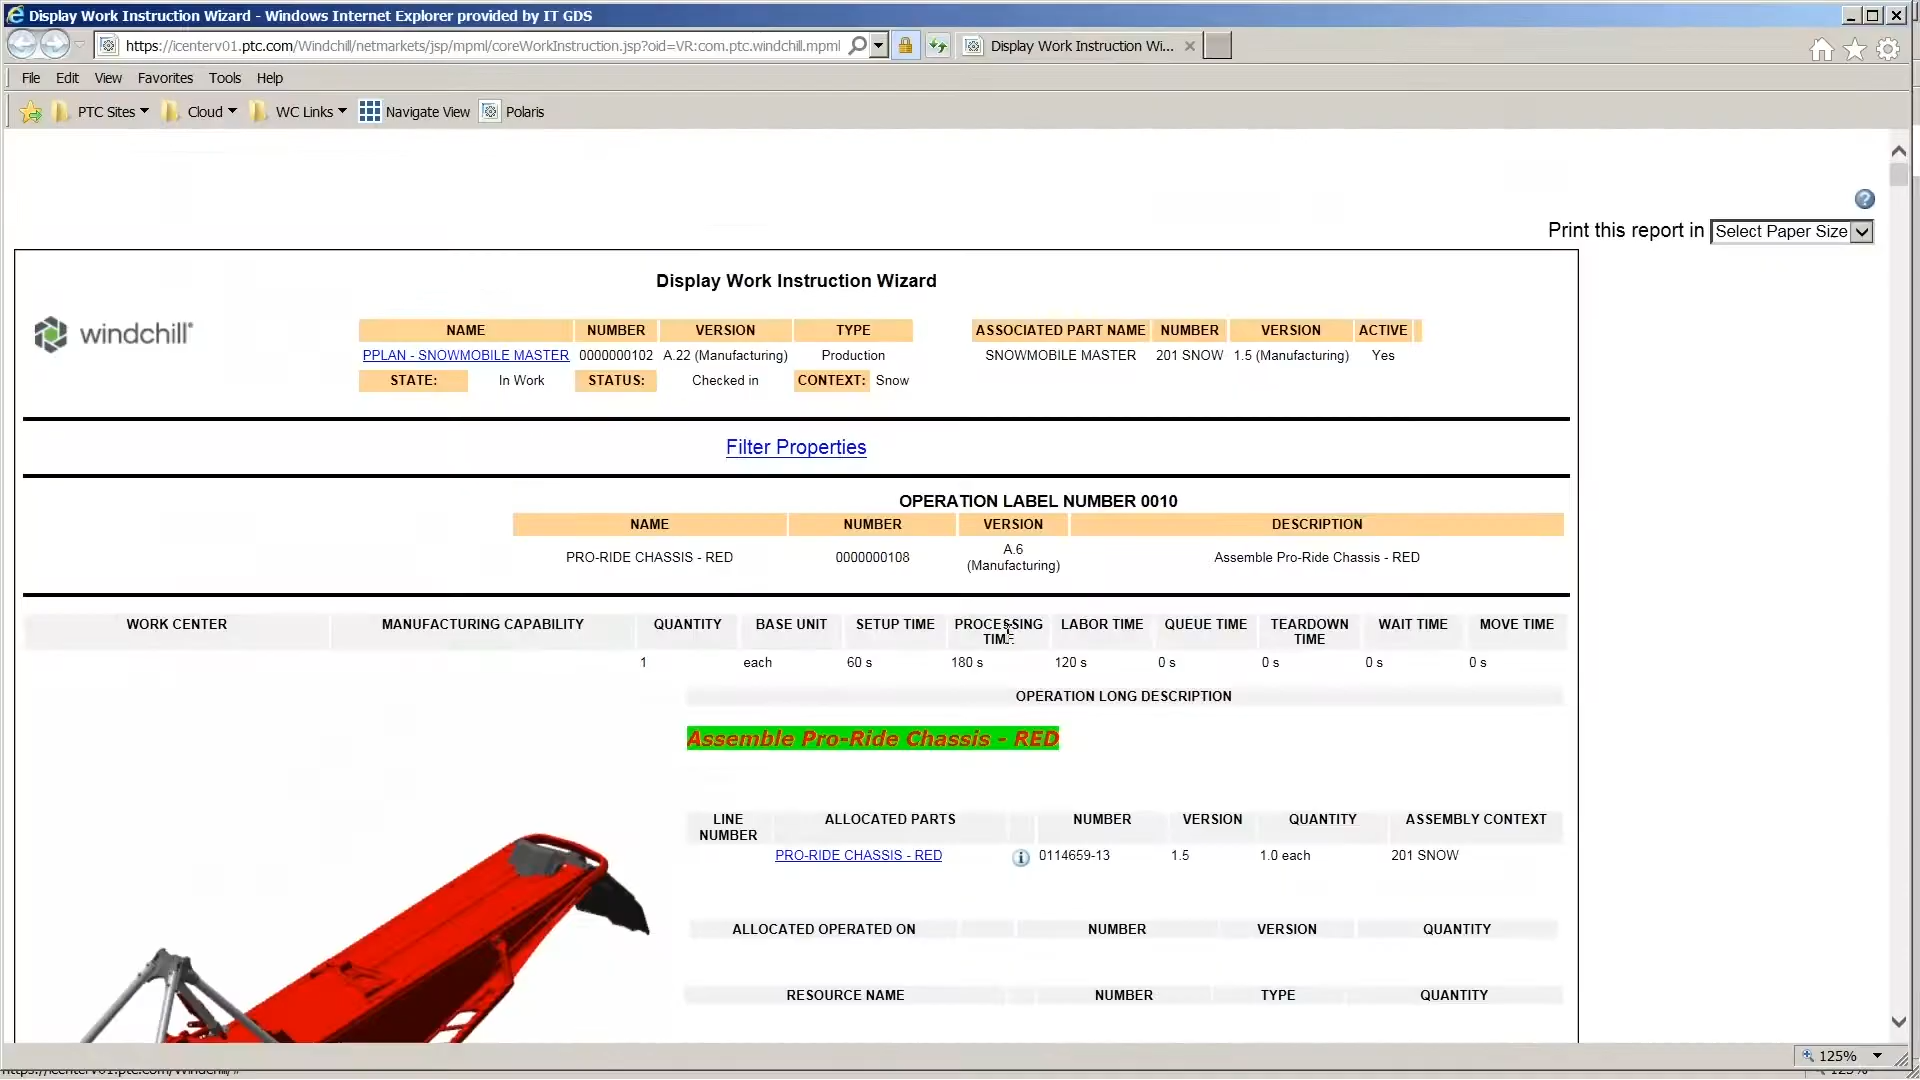 Display Work Instruction Wizard - Windows Internet Explorer provided by IT GDS
https://icenterv01.ptc.com/Windchill/netmarkets/jsp/mpml/coreWorkInstruction.jsp?oid=VR:com.ptc.windchill.mpml
Display Work Instruction Wi...
File Edit View Favorites Tools Help
PTC Sites Cloud WC Links Navigate View Polaris
Print this report in Select Paper Size
Display Work Instruction Wizard
windchill
NAME NUMBER VERSION TYPE
PPLAN - SNOWMOBILE MASTER 0000000102 A.22 (Manufacturing) Production
STATE: In Work STATUS: Checked in CONTEXT: Snow
ASSOCIATED PART NAME NUMBER VERSION ACTIVE
SNOWMOBILE MASTER 201 SNOW 1.5 (Manufacturing) Yes
Filter Properties
OPERATION LABEL NUMBER 0010
NAME NUMBER VERSION DESCRIPTION
PRO-RIDE CHASSIS - RED 0000000108 A.6 (Manufacturing) Assemble Pro-Ride Chassis - RED
WORK CENTER MANUFACTURING CAPABILITY QUANTITY BASE UNIT SETUP TIME PROCESSING TIME LABOR TIME QUEUE TIME TEARDOWN TIME WAIT TIME MOVE TIME
1 each 60 s 180 s 120 s 0 s 0 s 0 s 0 s
OPERATION LONG DESCRIPTION
Assemble Pro-Ride Chassis - RED
LINE NUMBER ALLOCATED PARTS NUMBER VERSION QUANTITY ASSEMBLY CONTEXT
PRO-RIDE CHASSIS - RED 0114659-13 1.5 1.0 each 201 SNOW
ALLOCATED OPERATED ON NUMBER VERSION QUANTITY
RESOURCE NAME NUMBER TYPE QUANTITY
125%